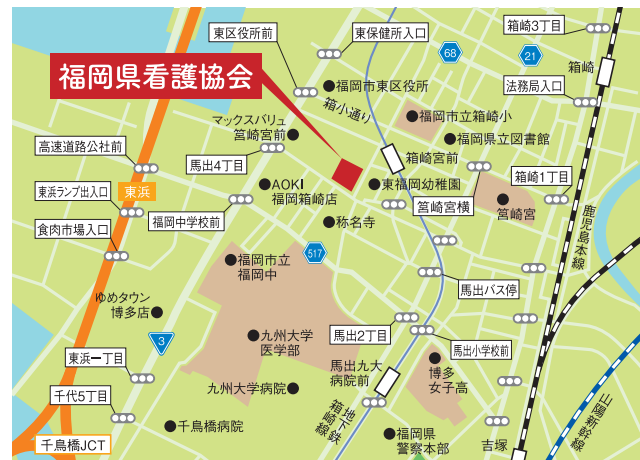 箱崎3丁目
東区役所前
東保健所入口
68
21
箱崎
福岡県看護協会
福岡市東区役所
法務局入口
箱小通り
福岡市立箱崎小
マックスバリュ
筥崎宮前
福岡県立図書館
高速道路公社前
馬出4丁目
箱崎宮前
筥崎宮横
箱崎1丁目
東浜ランプ出入口
東浜
AOKI
福岡箱崎店
東福岡幼稚園
筥崎宮
福岡中学校前
称名寺
鹿児島本線
食肉市場入口
517
福岡市立
福岡中
馬出バス停
ゆめタウン
博多店
3
九州大学
医学部
馬出2丁目
馬出小学校前
東浜一丁目
馬出九大
病院前
博多
女子高
九州大学病院
千代5丁目
地下鉄
箱崎線
山陽新幹線
千鳥橋病院
福岡県
警察本部
吉塚
千鳥橋JCT